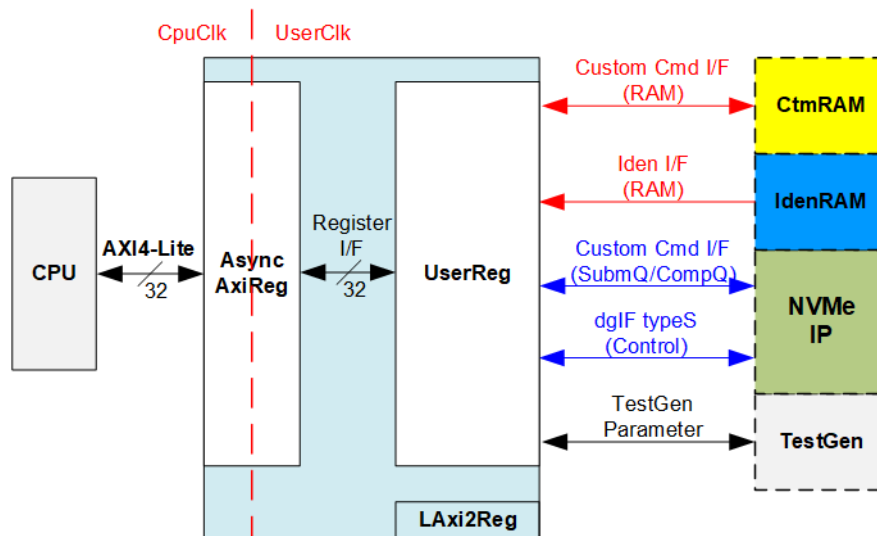 CpuClk
UserClk
Custom Cmd I/F
(RAM)
CtmRAM
Iden I/F
(RAM)
IdenRAM
AXI4-Lite
32
CPU
Async
AxiReg
Register
I/F
32
UserReg
Custom Cmd I/F
(SubmQ/CompQ)
dgIF typeS
(Control)
NVMe
IP
TestGen
Parameter
TestGen
LAxi2Reg